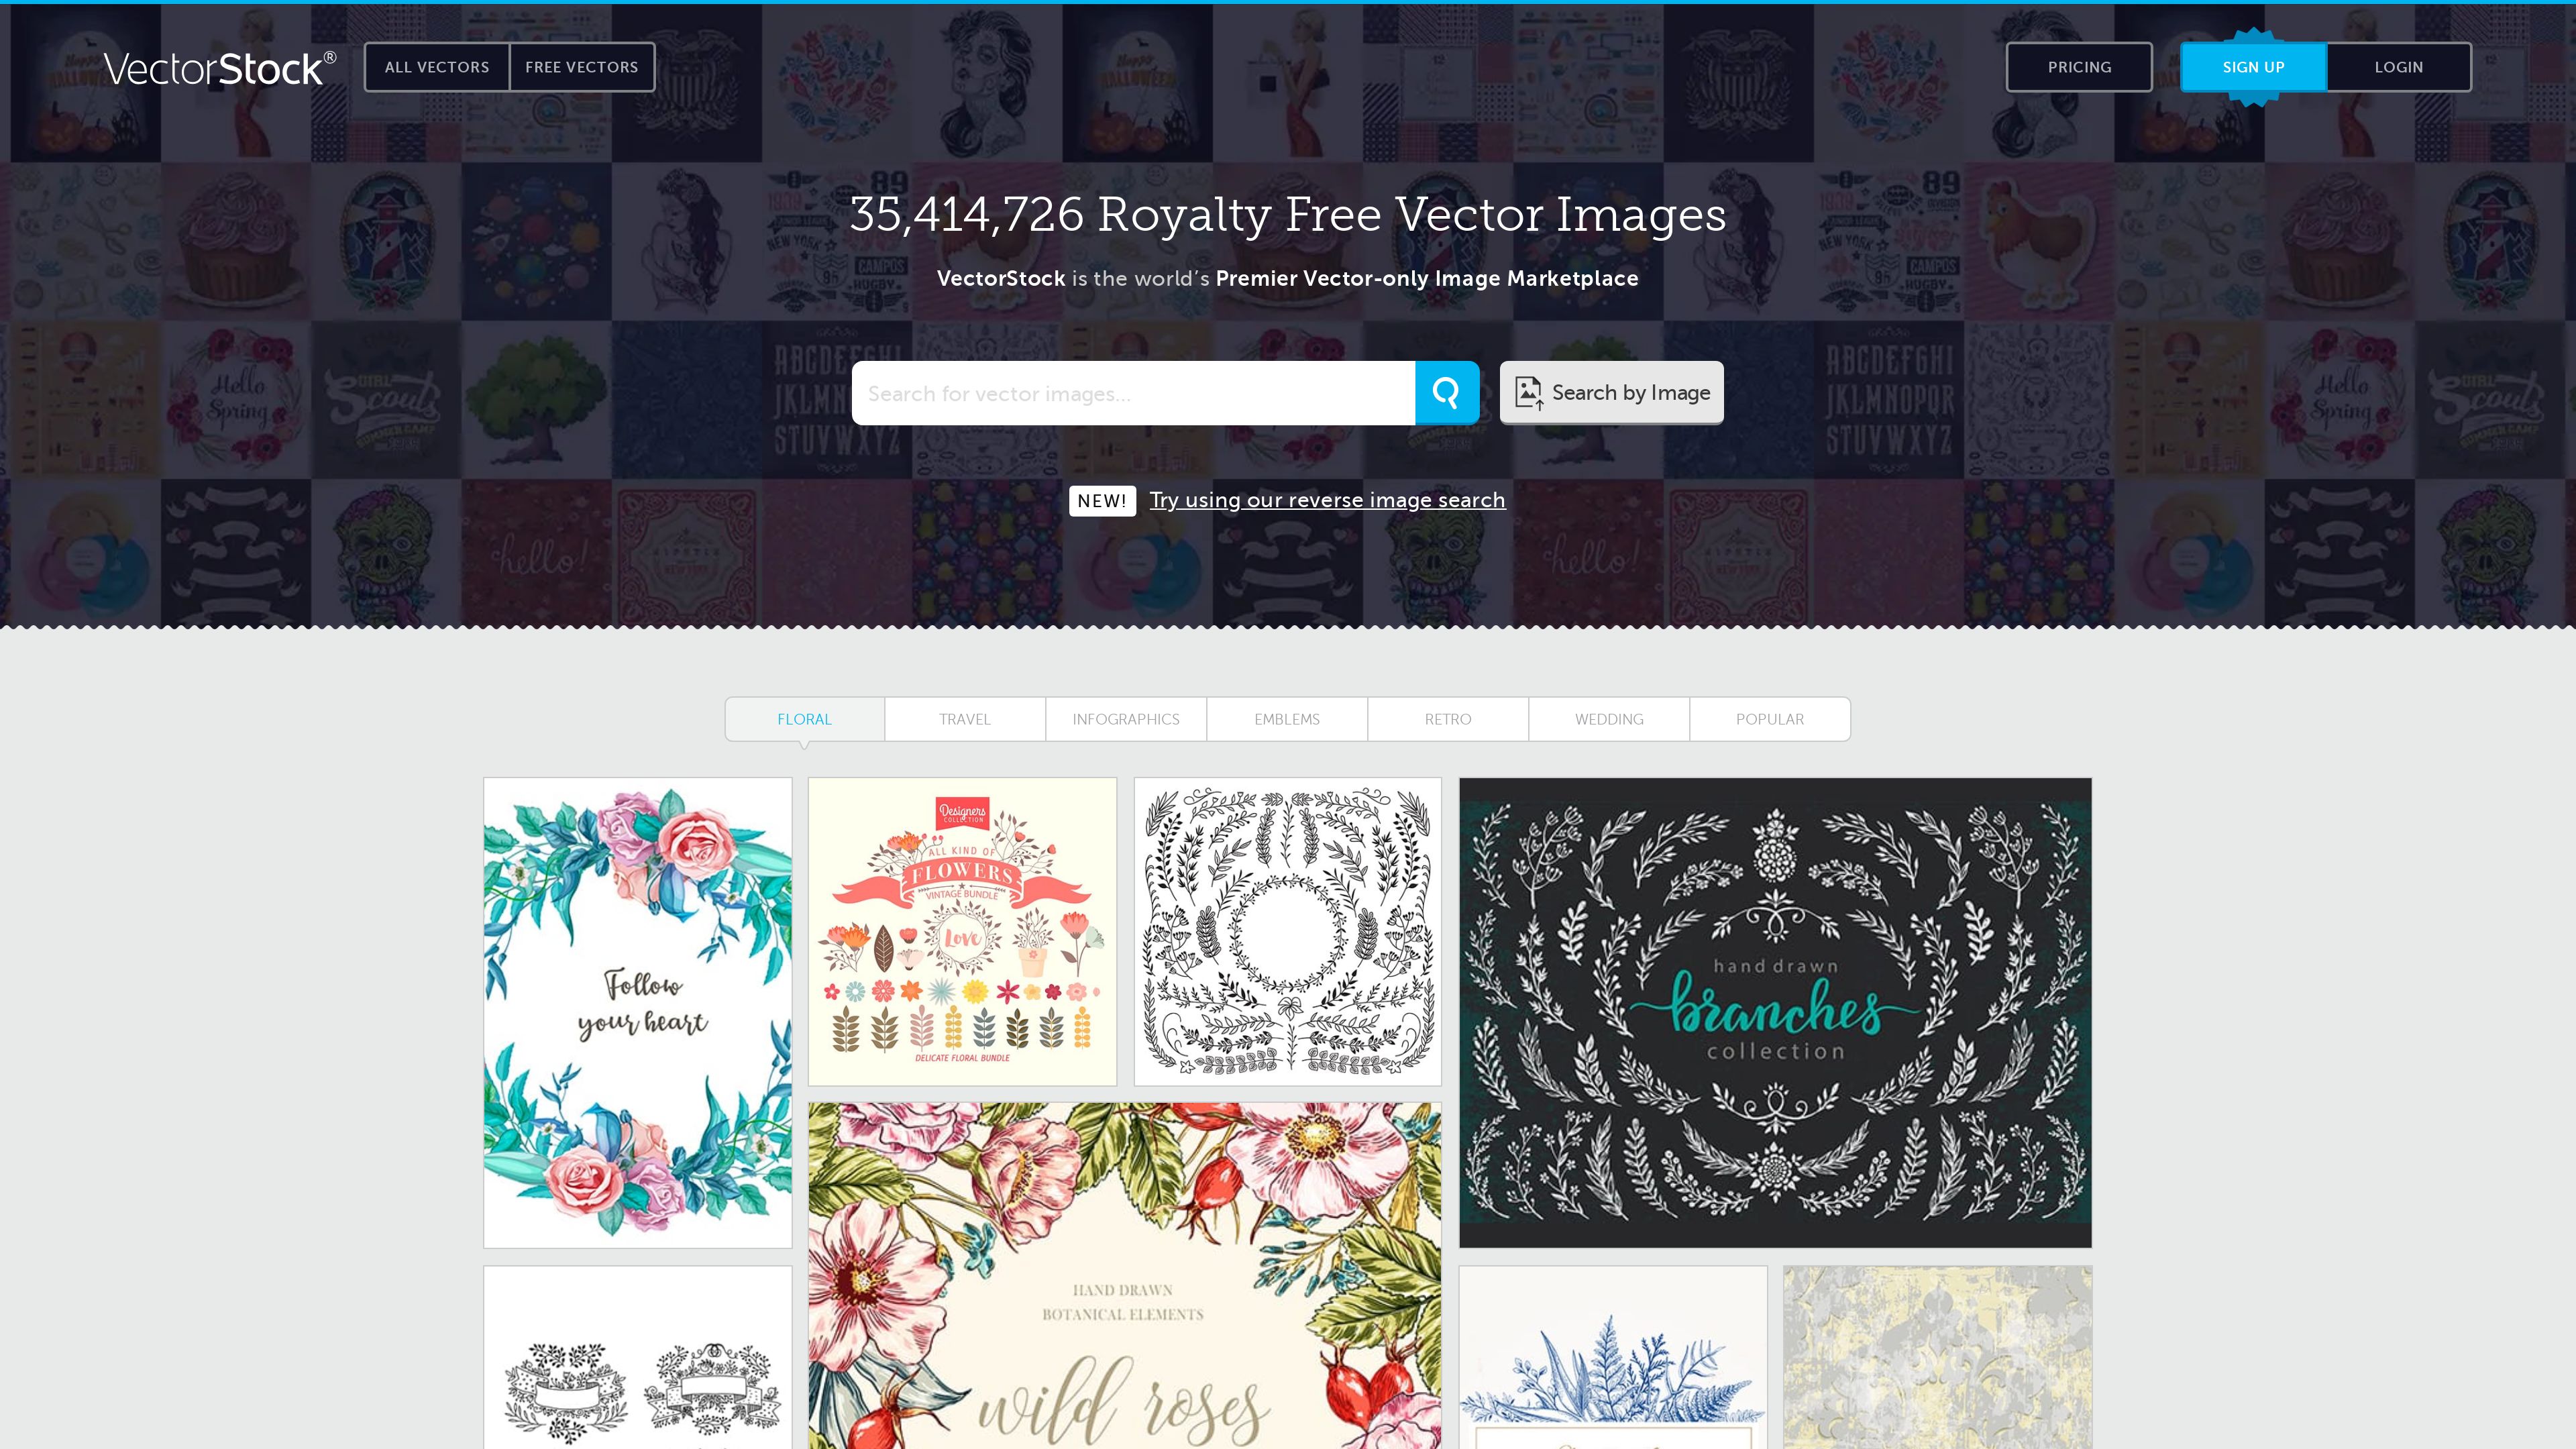 VectorStock®
ALL VECTORS
FREE VECTORS
PRICING
SIGN UP
LOGIN
35,414,726 Royalty Free Vector Images
VectorStock is the world's Premier Vector-only Image Marketplace
Search for vector images...
Search by Image
NEW!
Try using our reverse image search
FLORAL
TRAVEL
INFOGRAPHICS
EMBLEMS
RETRO
WEDDING
POPULAR
Follow
your heart
Designers
COLLECTION
ALL KIND OF
FLOWERS
VINTAGE BUNDLE
Love
DELICATE FLORAL BUNDLE
hand drawn
branches
collection
HAND DRAWN
BOTANICAL ELEMENTS
wild roses